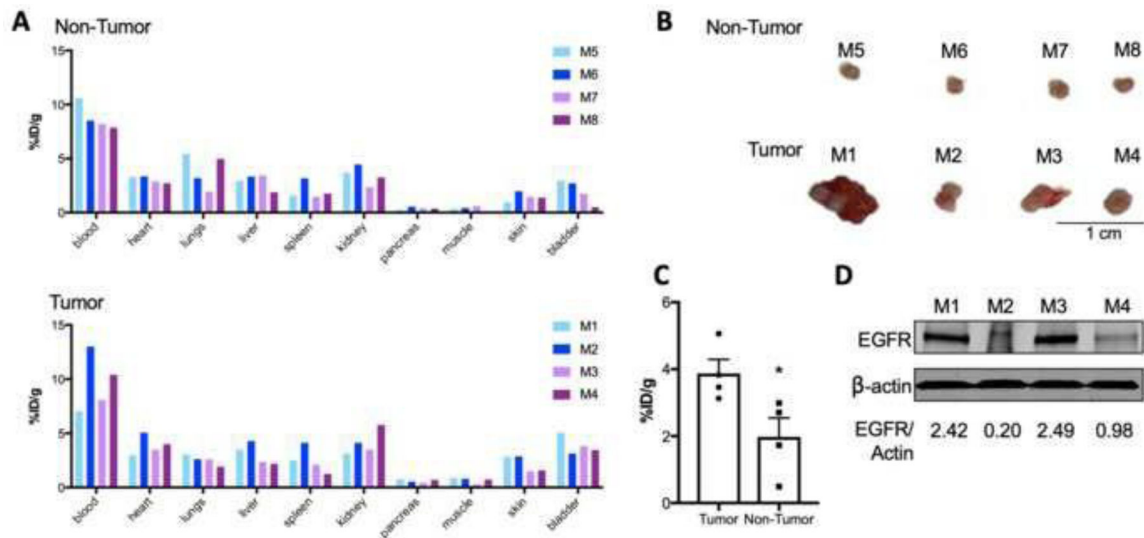 A
Non-Tumor
15
10
5
0
%ID/g
M5
M6
M7
M8
blood
heart
lungs
liver
spleen
kidney
pancreas
muscle
skin
bladder
Tumor
15
10
5
0
%ID/g
M1
M2
M3
M4
blood
heart
lungs
liver
spleen
kidney
pancreas
muscle
skin
bladder
B
Non-Tumor
M5 M6 M7 M8
Tumor
M1 M2 M3 M4
1 cm
C
6
4
2
0
%ID/g
*
Tumor Non-Tumor
D
M1 M2 M3 M4
EGFR
β-actin
EGFR/ 2.42 0.20 2.49 0.98
Actin